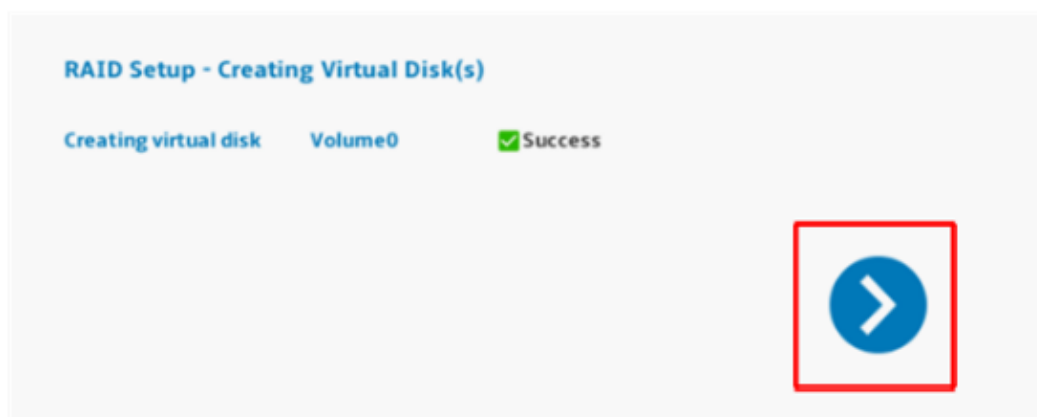 RAID Setup - Creating Virtual Disk(s)
Creating virtual disk Volume0 Success